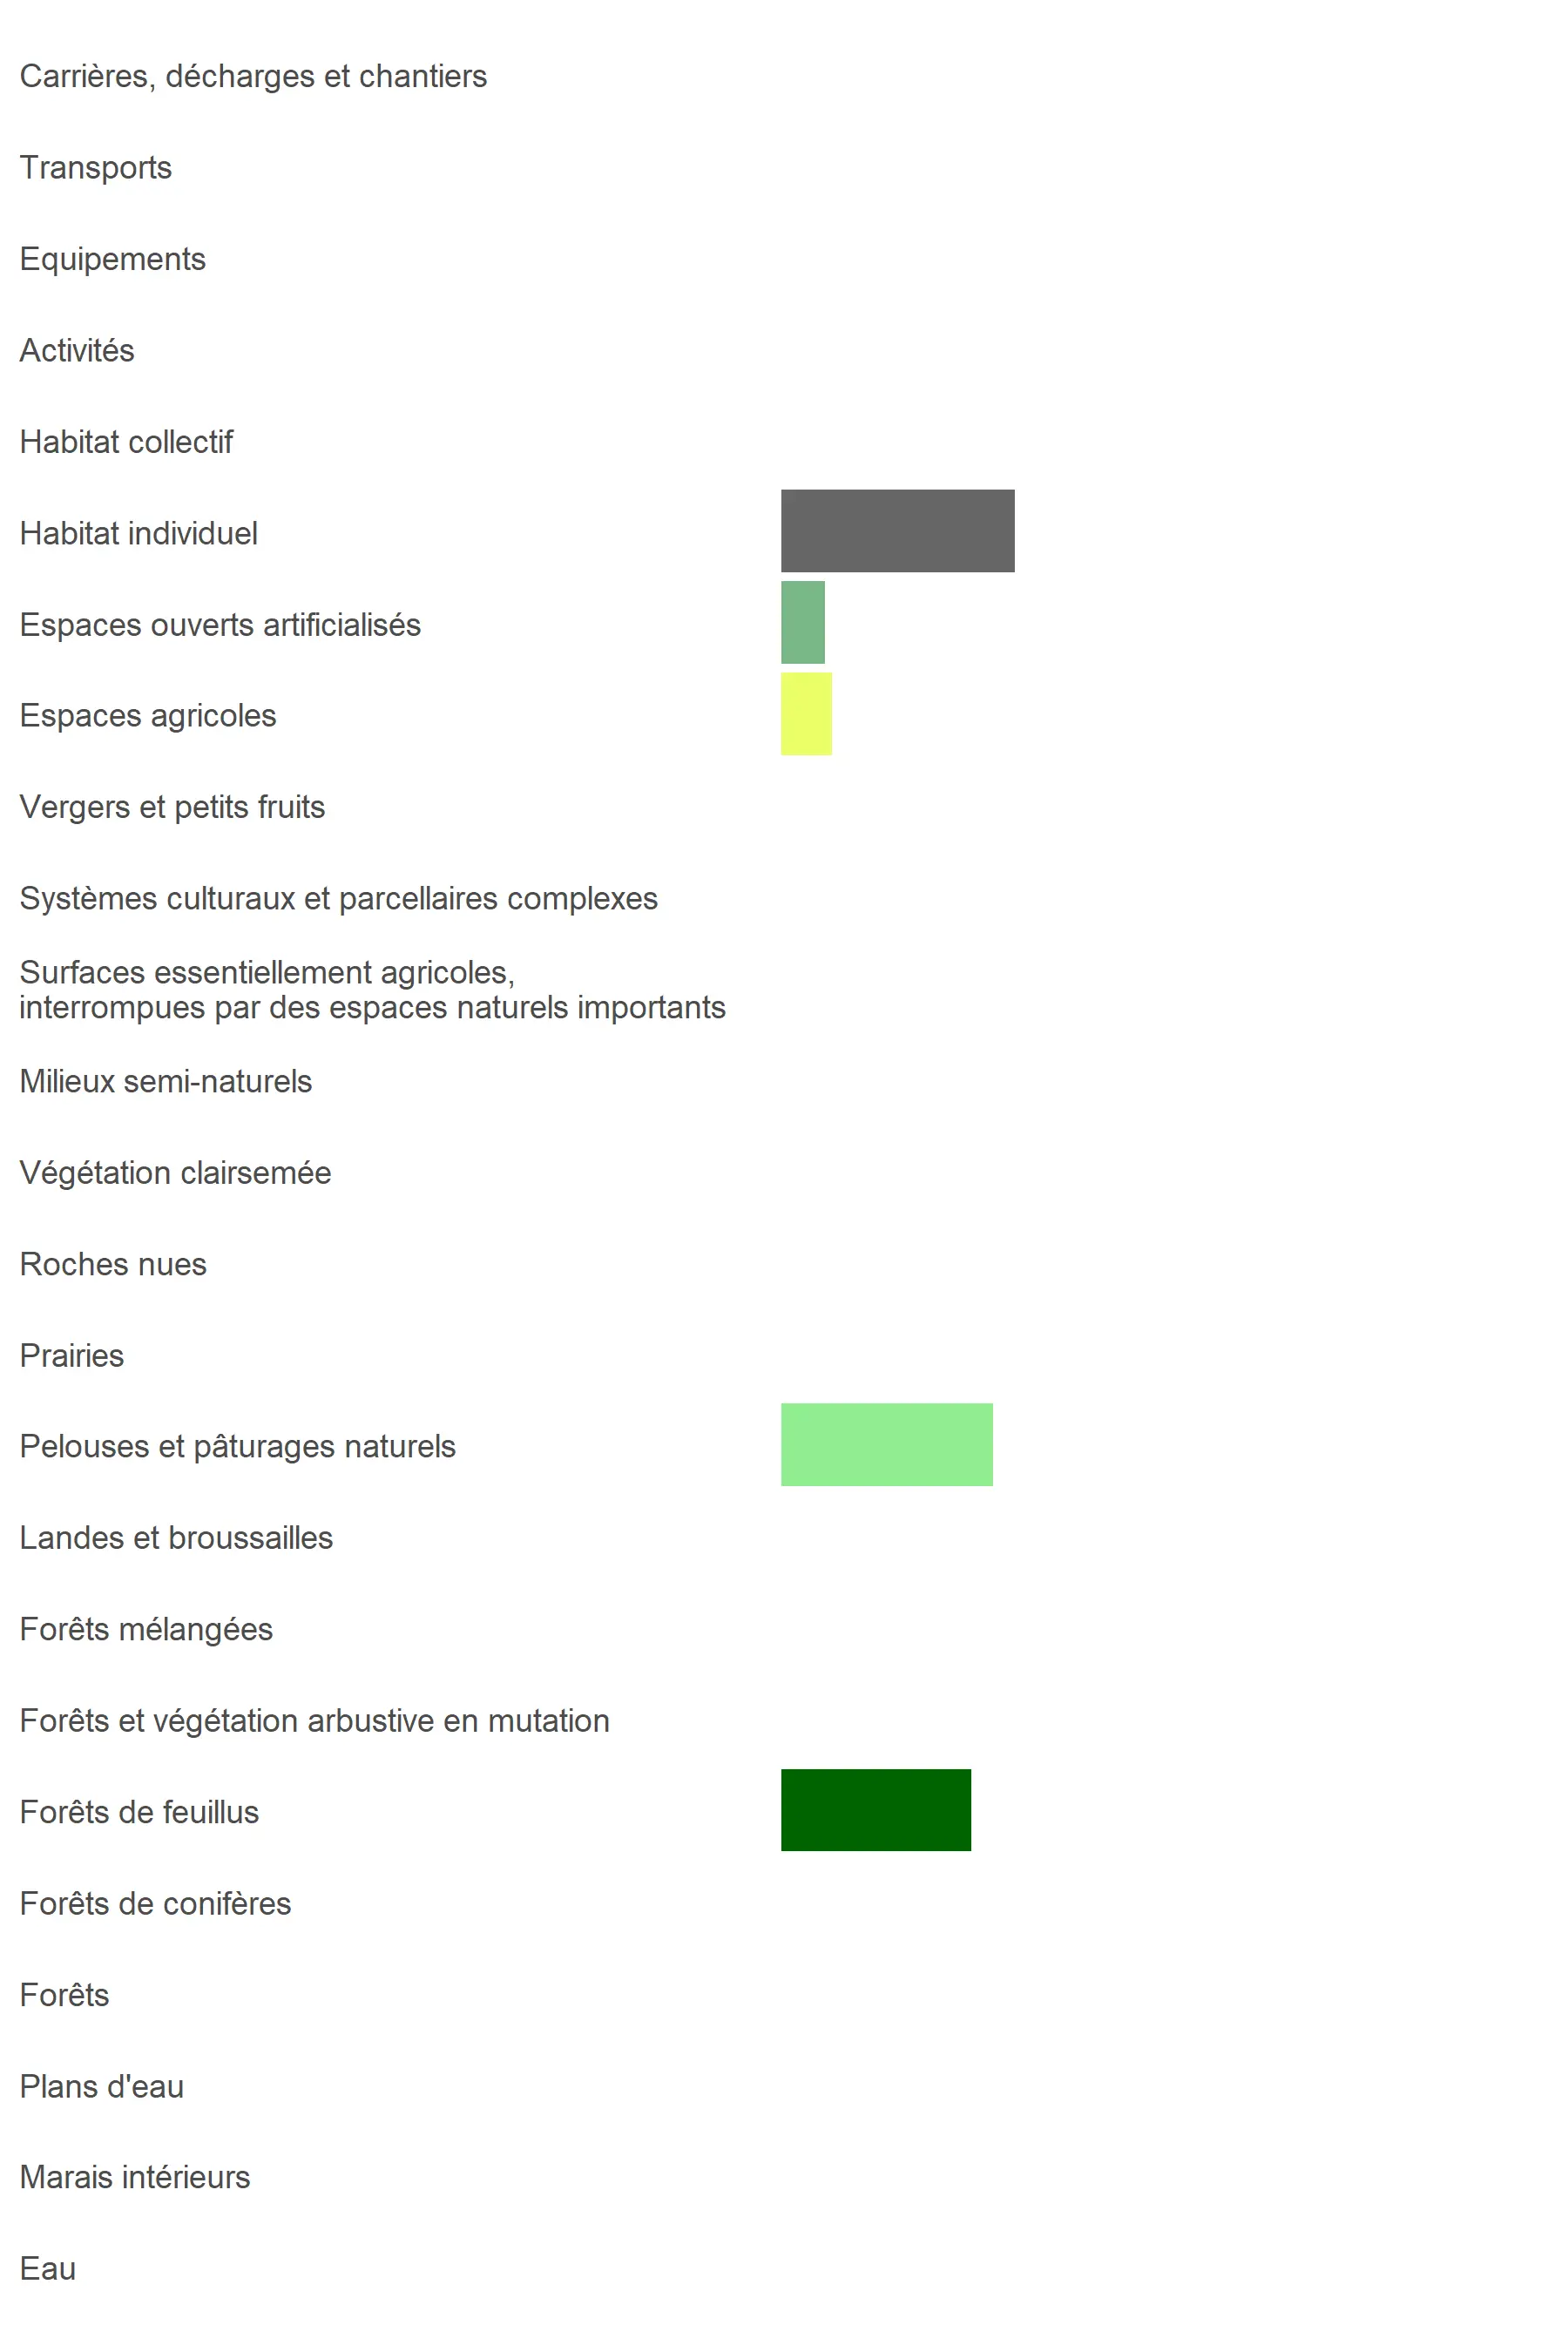 Carrières, décharges et chantiers
Transports
Equipements
Activités
Habitat collectif
Habitat individuel
Espaces ouverts artificialisés
Espaces agricoles
Vergers et petits fruits
Systèmes culturaux et parcellaires complexes
Surfaces essentiellement agricoles,
interrompues par des espaces naturels importants
Milieux semi-naturels
Végétation clairsemée
Roches nues
Prairies
Pelouses et pâturages naturels
Landes et broussailles
Forêts mélangées
Forêts et végétation arbustive en mutation
Forêts de feuillus
Forêts de conifères
Forêts
Plans d'eau
Marais intérieurs
Eau